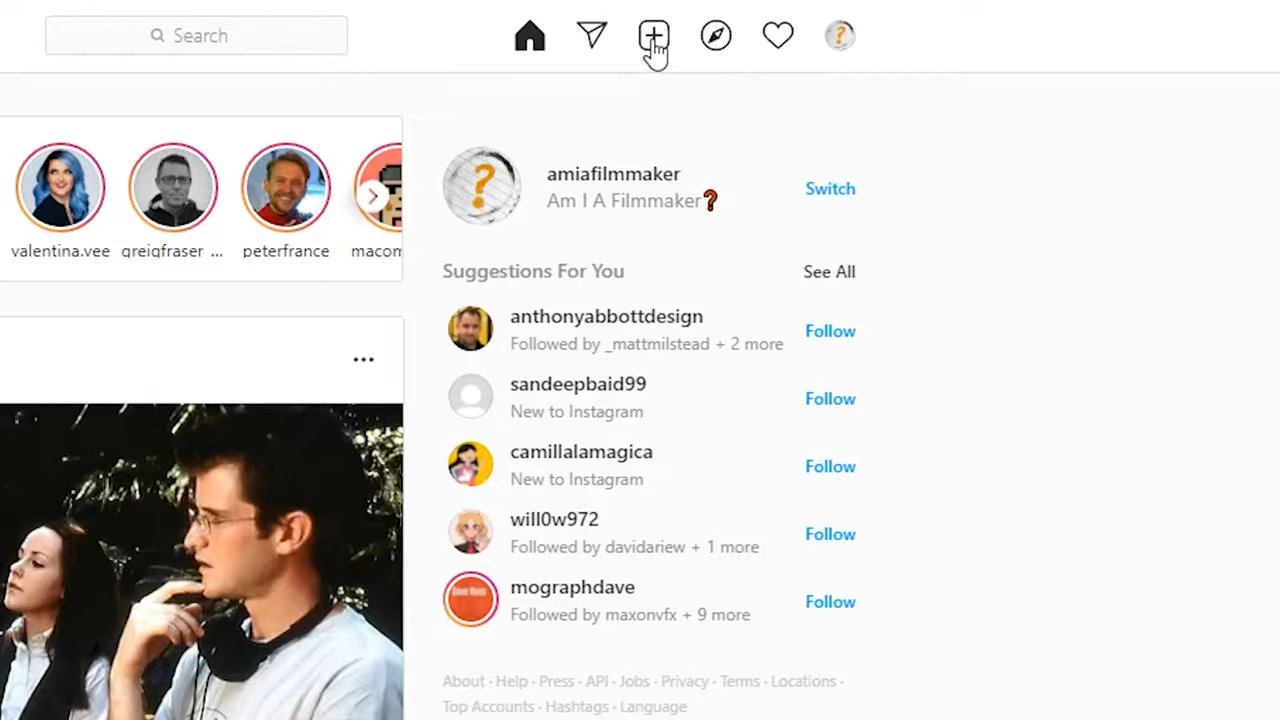 Search
valentina.vee greigfraser ... peterfrance macom
amiafilmmaker
Am I A Filmmaker❓
Switch
Suggestions For You
See All
anthonyabbottdesign
Followed by _mattmilstead + 2 more
Follow
sandeepbaid99
New to Instagram
Follow
camillalamagica
New to Instagram
Follow
will0w972
Followed by davidariew + 1 more
Follow
mographdave
Followed by maxonvfx + 9 more
Follow
About · Help · Press · API · Jobs · Privacy · Terms · Locations ·
Top Accounts · Hashtags · Language